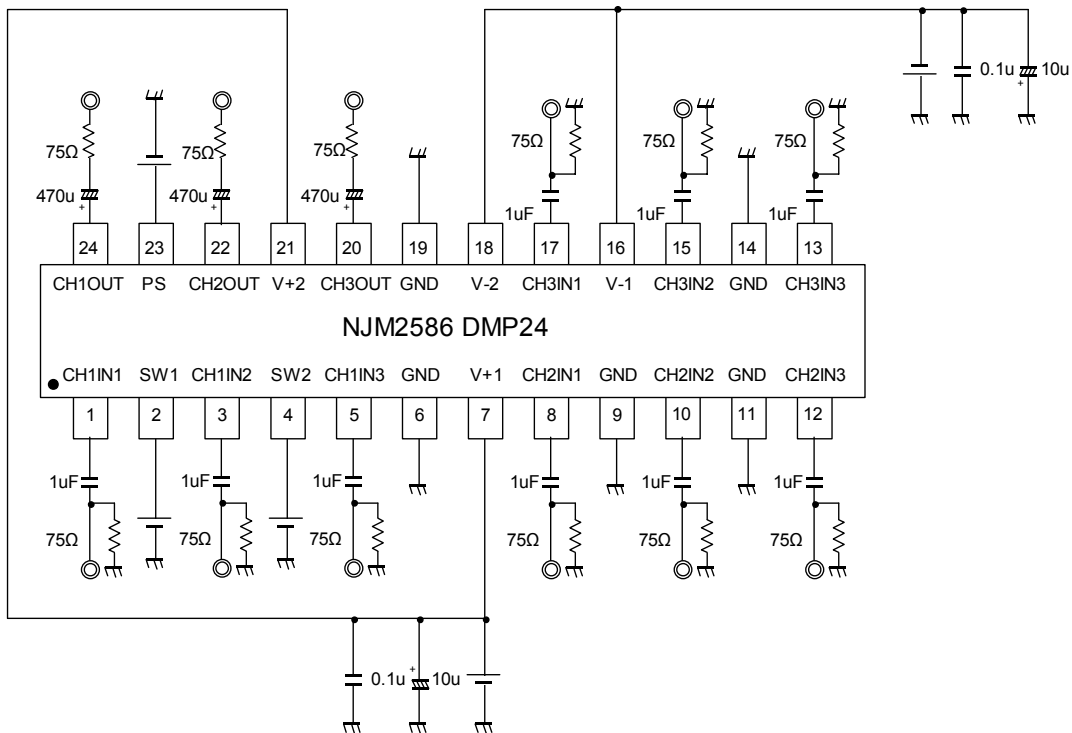 0.1u 10u
+
75Ω 75Ω 75Ω 75Ω 75Ω 75Ω
470u 470u 470u 1uF 1uF 1uF
+ + +
24 23 22 21 20 19 18 17 16 15 14 13
CH1OUT PS CH2OUT V+2 CH3OUT GND V-2 CH3IN1 V-1 CH3IN2 GND CH3IN3
NJM2586 DMP24
CH1IN1 SW1 CH1IN2 SW2 CH1IN3 GND V+1 CH2IN1 GND CH2IN2 GND CH2IN3
1 2 3 4 5 6 7 8 9 10 11 12
1uF 1uF 1uF 1uF 1uF 1uF
75Ω 75Ω 75Ω 75Ω 75Ω 75Ω
+
0.1u 10u